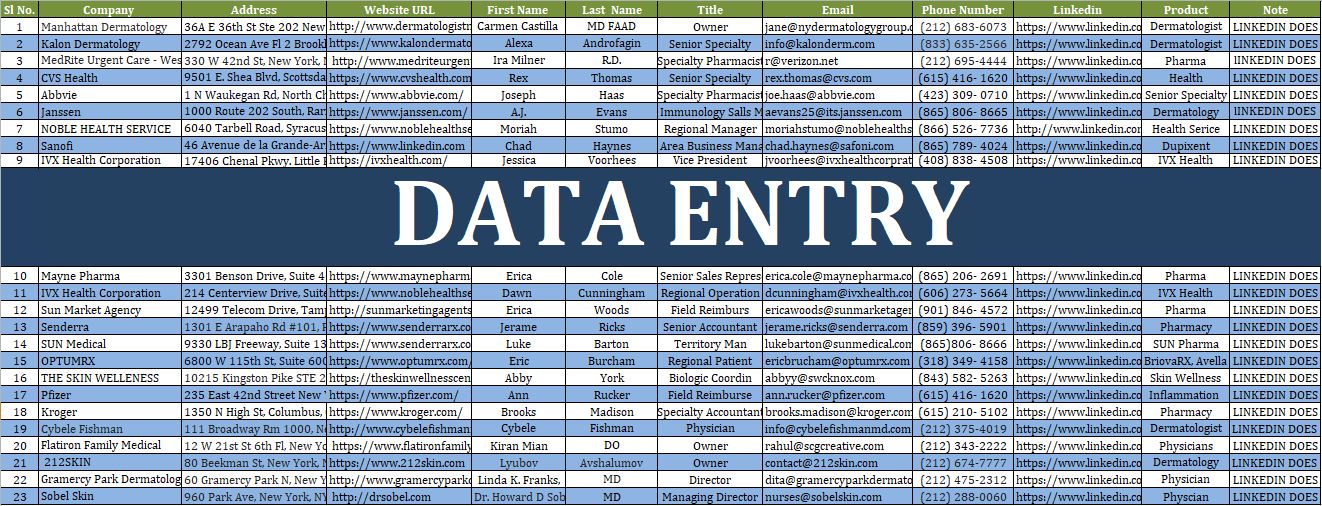 Sl No. Company Address Website URL First Name Last Name Title Email Phone Number Linkedin Product Note
1 Manhattan Dermatology 36A E 36th St Ste 202 New http://www.dermatologistn Carmen Castilla MD FAAD Owner jane@nydermatologygroup.c (212) 683-6073 https://www.linkedin.co Dermatologist LINKEDIN DOES
2 Kalon Dermatology 2792 Ocean Ave Fl 2 Brookl https://www.kalondermato Alexa Androfagin Senior Specialty info@kalonderm.com (833) 635-2566 https://www.linkedin.co Dermatologist LINKEDIN DOES
3 MedRite Urgent Care - Wes 330 W 42nd St, New York, N http://www.medriteurgent Ira Milner R.D. Specialty Pharmacist r@verizon.net (212) 695-4444 https://www.linkedin.co Pharma lINKEDIN DOES
4 CVS Health 9501 E. Shea Blvd, Scottsda https://www.cvshealth.com Rex Thomas Senior Specialty rex.thomas@cvs.com (615) 416- 1620 https://www.linkedin.co Health LINKEDIN DOES
5 Abbvie 1 N Waukegan Rd, North Ch https://www.abbvie.com/ Joseph Haas Specialty Pharmacist joe.haas@abbvie.com (423) 309- 0710 https://www.linkedin.co Senior Specialty LINKEDIN DOES
6 Janssen 1000 Route 202 South, Rar https://www.janssen.com/ A.J. Evans Immunology Salls M aevans25@its.janssen.com (865) 806- 8665 https://www.linkedin.co Dermatology lINKEDIN DOES
7 NOBLE HEALTH SERVICE 6040 Tarbell Road, Syracus https://www.noblehealthse Moriah Stumo Regional Manager moriahstumo@noblehealths (866) 526- 7736 http://www.linkedin.com Health Serice LINKEDIN DOES
8 Sanofi 46 Avenue de la Grande-Ar https://www.linkedin.com Chad Haynes Area Business Mana chad.haynes@safoni.com (865) 789- 4024 https://www.linkedin.co Dupixent LINKEDIN DOES
9 IVX Health Corporation 17406 Chenal Pkwy. Little I https://ivxhealth.com/ Jessica Voorhees Vice President jvoorhees@ivxhealthcorprat (408) 838- 4508 https://www.linkedin.co IVX Health LINKEDIN DOES
DATA ENTRY
10 Mayne Pharma 3301 Benson Drive, Suite 4 https://www.maynepharm Erica Cole Senior Sales Repres erica.cole@maynepharma.co (865) 206- 2691 https://www.linkedin.co Pharma LINKEDIN DOES
11 IVX Health Corporation 214 Centerview Drive, Suite https://www.noblehealthse Dawn Cunningham Regional Operation dcunningham@ivxhealth.com (606) 273- 5664 https://www.linkedin.co IVX Health LINKEDIN DOES
12 Sun Market Agency 12499 Telecom Drive, Tamp http://sunmarketingagents Erica Woods Field Reimburs ericawoods@sunmarketager (901) 846- 4572 https://www.linkedin.co Pharma LINKEDIN DOES
13 Senderra 1301 E Arapaho Rd #101, F https://www.senderrarx.co Jerame Ricks Senior Accountant jerame.ricks@senderra.com (859) 396- 5901 https://www.linkedin.co Pharmacy LINKEDIN DOES
14 SUN Medical 9330 LBJ Freeway, Suite 13 https://www.senderrarx.co Luke Barton Territory Man lukebarton@sunmedical.com (865)806- 8666 https://www.linkedin.co SUN Pharma LINKEDIN DOES
15 OPTUMRX 6800 W 115th St, Suite 600 https://www.optumrx.com/ Eric Burcham Regional Patient ericbrucham@optumrx.com (318) 349- 4158 https://www.linkedin.co BriovaRX, Avella LINKEDIN DOES
16 THE SKIN WELLENESS 10215 Kingston Pike STE 2 https://theskinwellnesscen Abby York Biologic Coordin abbyy@swcknox.com (843) 582- 5263 https://www.linkedin.co Skin Wellness LINKEDIN DOES
17 Pfizer 235 East 42nd Street New Y https://www.pfizer.com/ Ann Rucker Field Reimburse ann.rucker@pfizer.com (615) 416- 1620 https://www.linkedin.co Inflammation LINKEDIN DOES
18 Kroger 1350 N High St, Columbus, https://www.kroger.com/ Brooks Madison Specialty Accountant brooks.madison@kroger.com (615) 210- 5102 https://www.linkedin.co Pharmacy LINKEDIN DOES
19 Cybele Fishman 111 Broadway Rm 1000, Ne https://www.cybelefishman Cybele Fishman Physician info@cybelefishmanmd.com (212) 375-4019 https://www.linkedin.co Dermatologist LINKEDIN DOES
20 Flatiron Family Medical 12 W 21st St 6th Fl, New Yo https://www.flatironfamily Kiran Mian DO Owner rahul@scgcreative.com (212) 343-2222 https://www.linkedin.co Physicians LINKEDIN DOES
21 212SKIN 80 Beekman St, New York, N https://www.212skin.com Lyubov Avshalumov Owner contact@212skin.com (212) 674-7777 https://www.linkedin.co Dermatology LINKEDIN DOES
22 Gramercy Park Dermatolog 60 Gramercy Park N, New Y http://www.gramercyparkd Linda K. Franks, MD Director dita@gramercyparkdermato (212) 475-2312 https://www.linkedin.co Physician LINKEDIN DOES
23 Sobel Skin 960 Park Ave, New York, NY http://drsobel.com Dr. Howard D Sob MD Managing Director nurses@sobelskin.com (212) 288-0060 https://www.linkedin.co Physcian LINKEDIN DOES